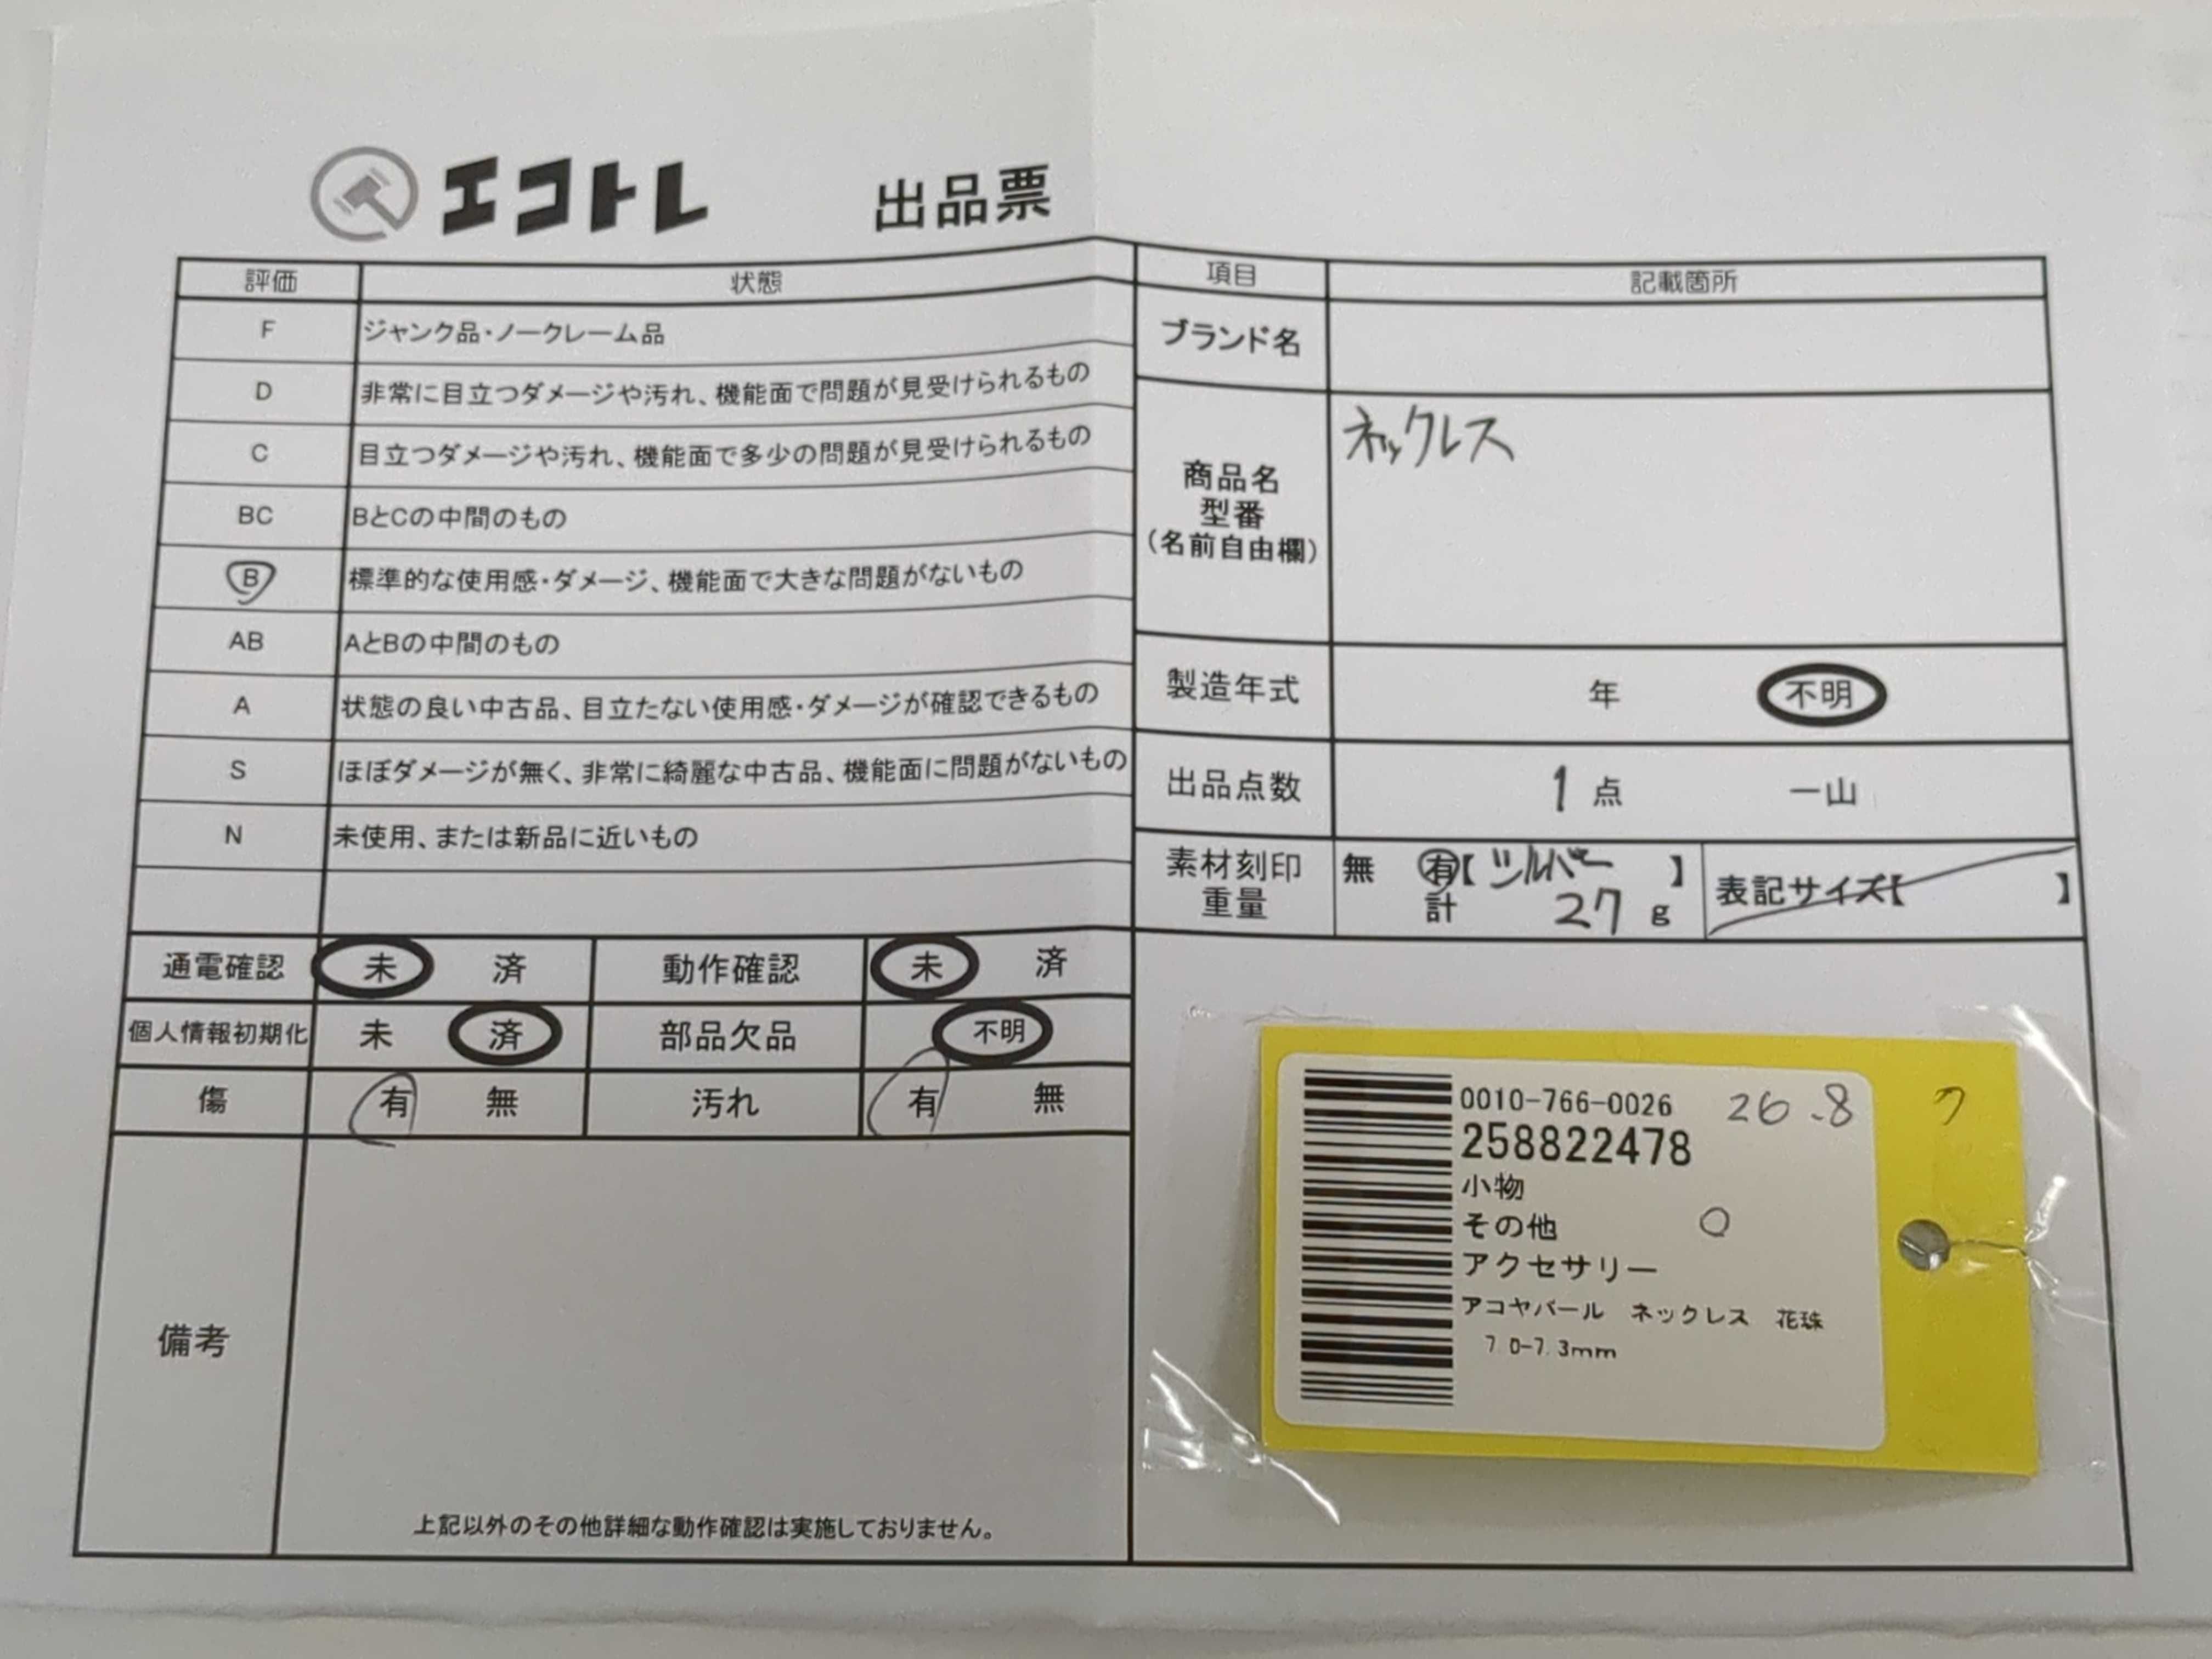 エコトレ 出品票
評価 状態
F ジャンク品・ノークレーム品
D 非常に目立つダメージや汚れ、機能面で問題が見受けられるもの
C 目立つダメージや汚れ、機能面で多少の問題が見受けられるもの
BC BとCの中間のもの
B 標準的な使用感・ダメージ、機能面で大きな問題がないもの
AB AとBの中間のもの
A 状態の良い中古品、目立たない使用感・ダメージが確認できるもの
S ほぼダメージが無く、非常に綺麗な中古品、機能面に問題がないもの
N 未使用、または新品に近いもの
通電確認 未 済 動作確認 未 済
個人情報初期化 未 済 部品欠品 不明
傷 有 無 汚れ 有 無
備考
上記以外のその他詳細な動作確認は実施しておりません。
項目 記載箇所
ブランド名
商品名
型番
(名前自由欄)
ネックレス
製造年式 年 不明
出品点数 1 点 一山
素材刻印
重量
無 有【 シルバー 】
計 27 g
表記サイズ【 】
0010-766-0026 26.8 ク
258822478
小物
その他 ○
アクセサリー
アコヤパール ネックレス 花珠
7.0-7.3mm